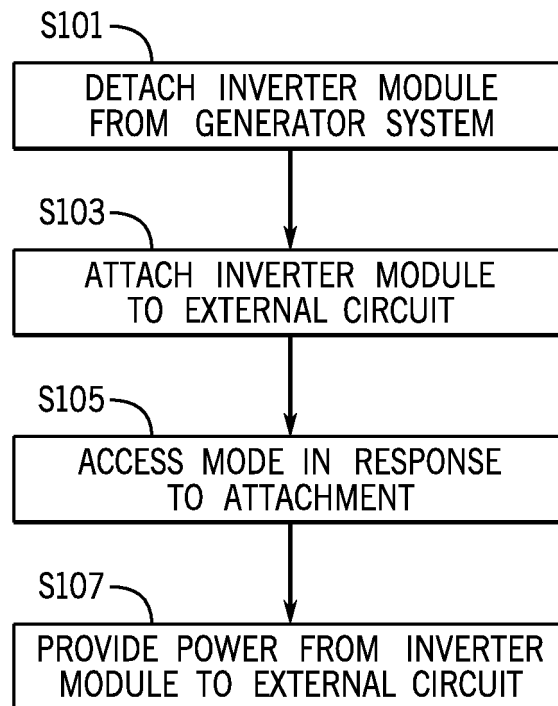 S101
DETACH INVERTER MODULE
FROM GENERATOR SYSTEM
S103
ATTACH INVERTER MODULE
TO EXTERNAL CIRCUIT
S105
ACCESS MODE IN RESPONSE
TO ATTACHMENT
S107
PROVIDE POWER FROM INVERTER
MODULE TO EXTERNAL CIRCUIT